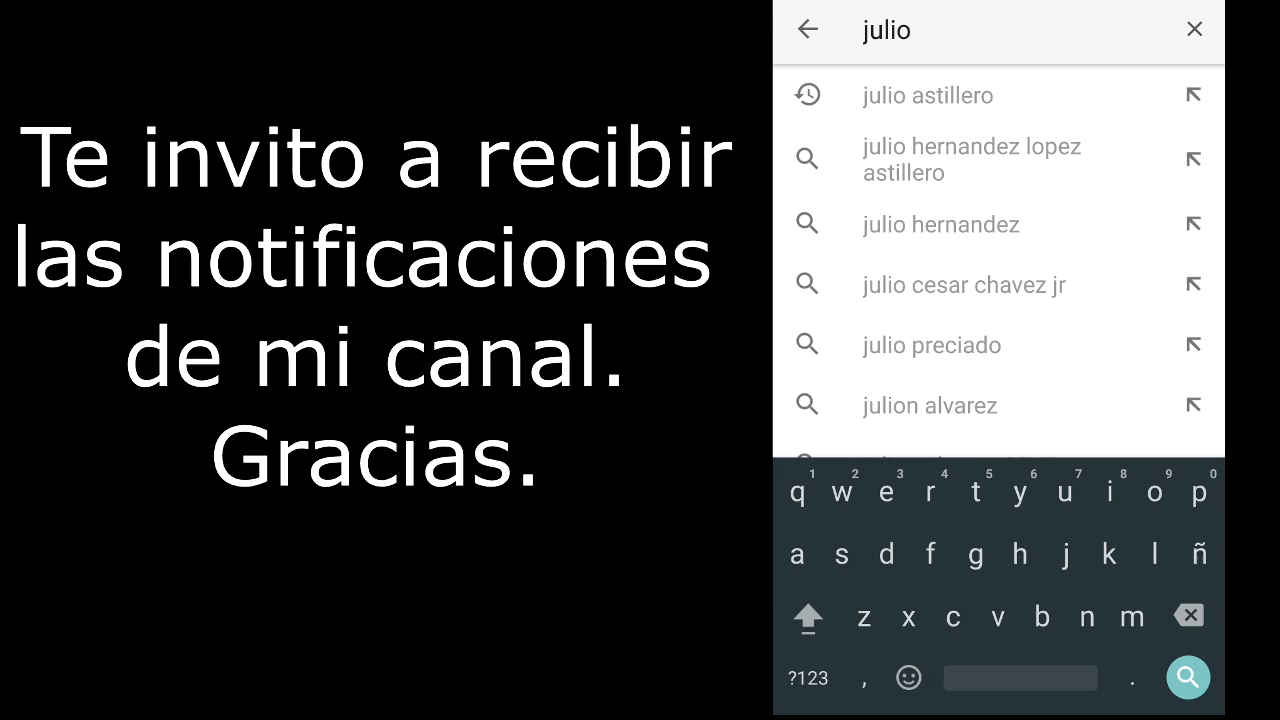 Te invito a recibir
las notificaciones
de mi canal.
Gracias.
julio
julio astillero
julio hernandez lopez
astillero
julio hernandez
julio cesar chavez jr
julio preciado
julion alvarez
1 2 3 4 5 6 7 8 9 0
q w e r t y u i o p
a s d f g h j k l ñ
z x c v b n m
?123 , .